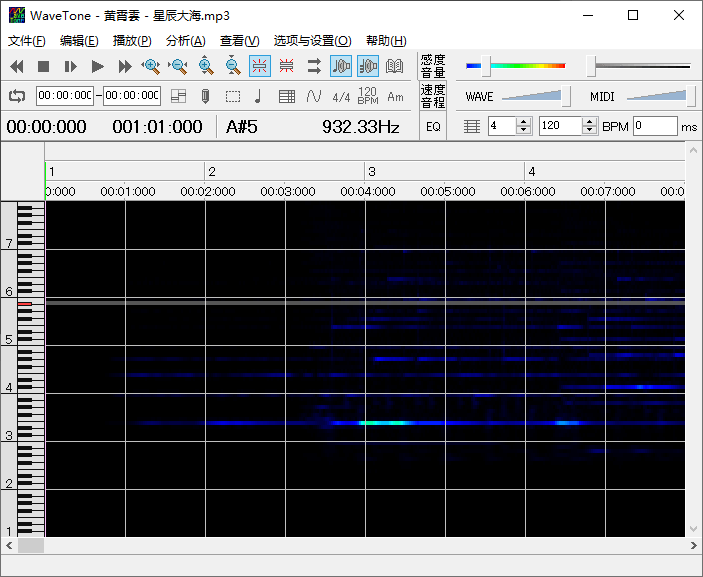 WaveTone - 黄霄雲 - 星辰大海.mp3
文件(F) 编辑(E) 播放(P) 分析(A) 查看(V) 选项与设置(O) 帮助(H)
感度
音量
00:00:00C – 00:00:00C 4/4 120 BPM Am
速度
音程
WAVE MIDI
00:00:000 001:01:000 A#5 932.33Hz
EQ
4 120 BPM 0 ms
1 2 3 4
0:000 00:01:000 00:02:000 00:03:000 00:04:000 00:05:000 00:06:000 00:07:000 00:0
7
6
5
4
3
2
1